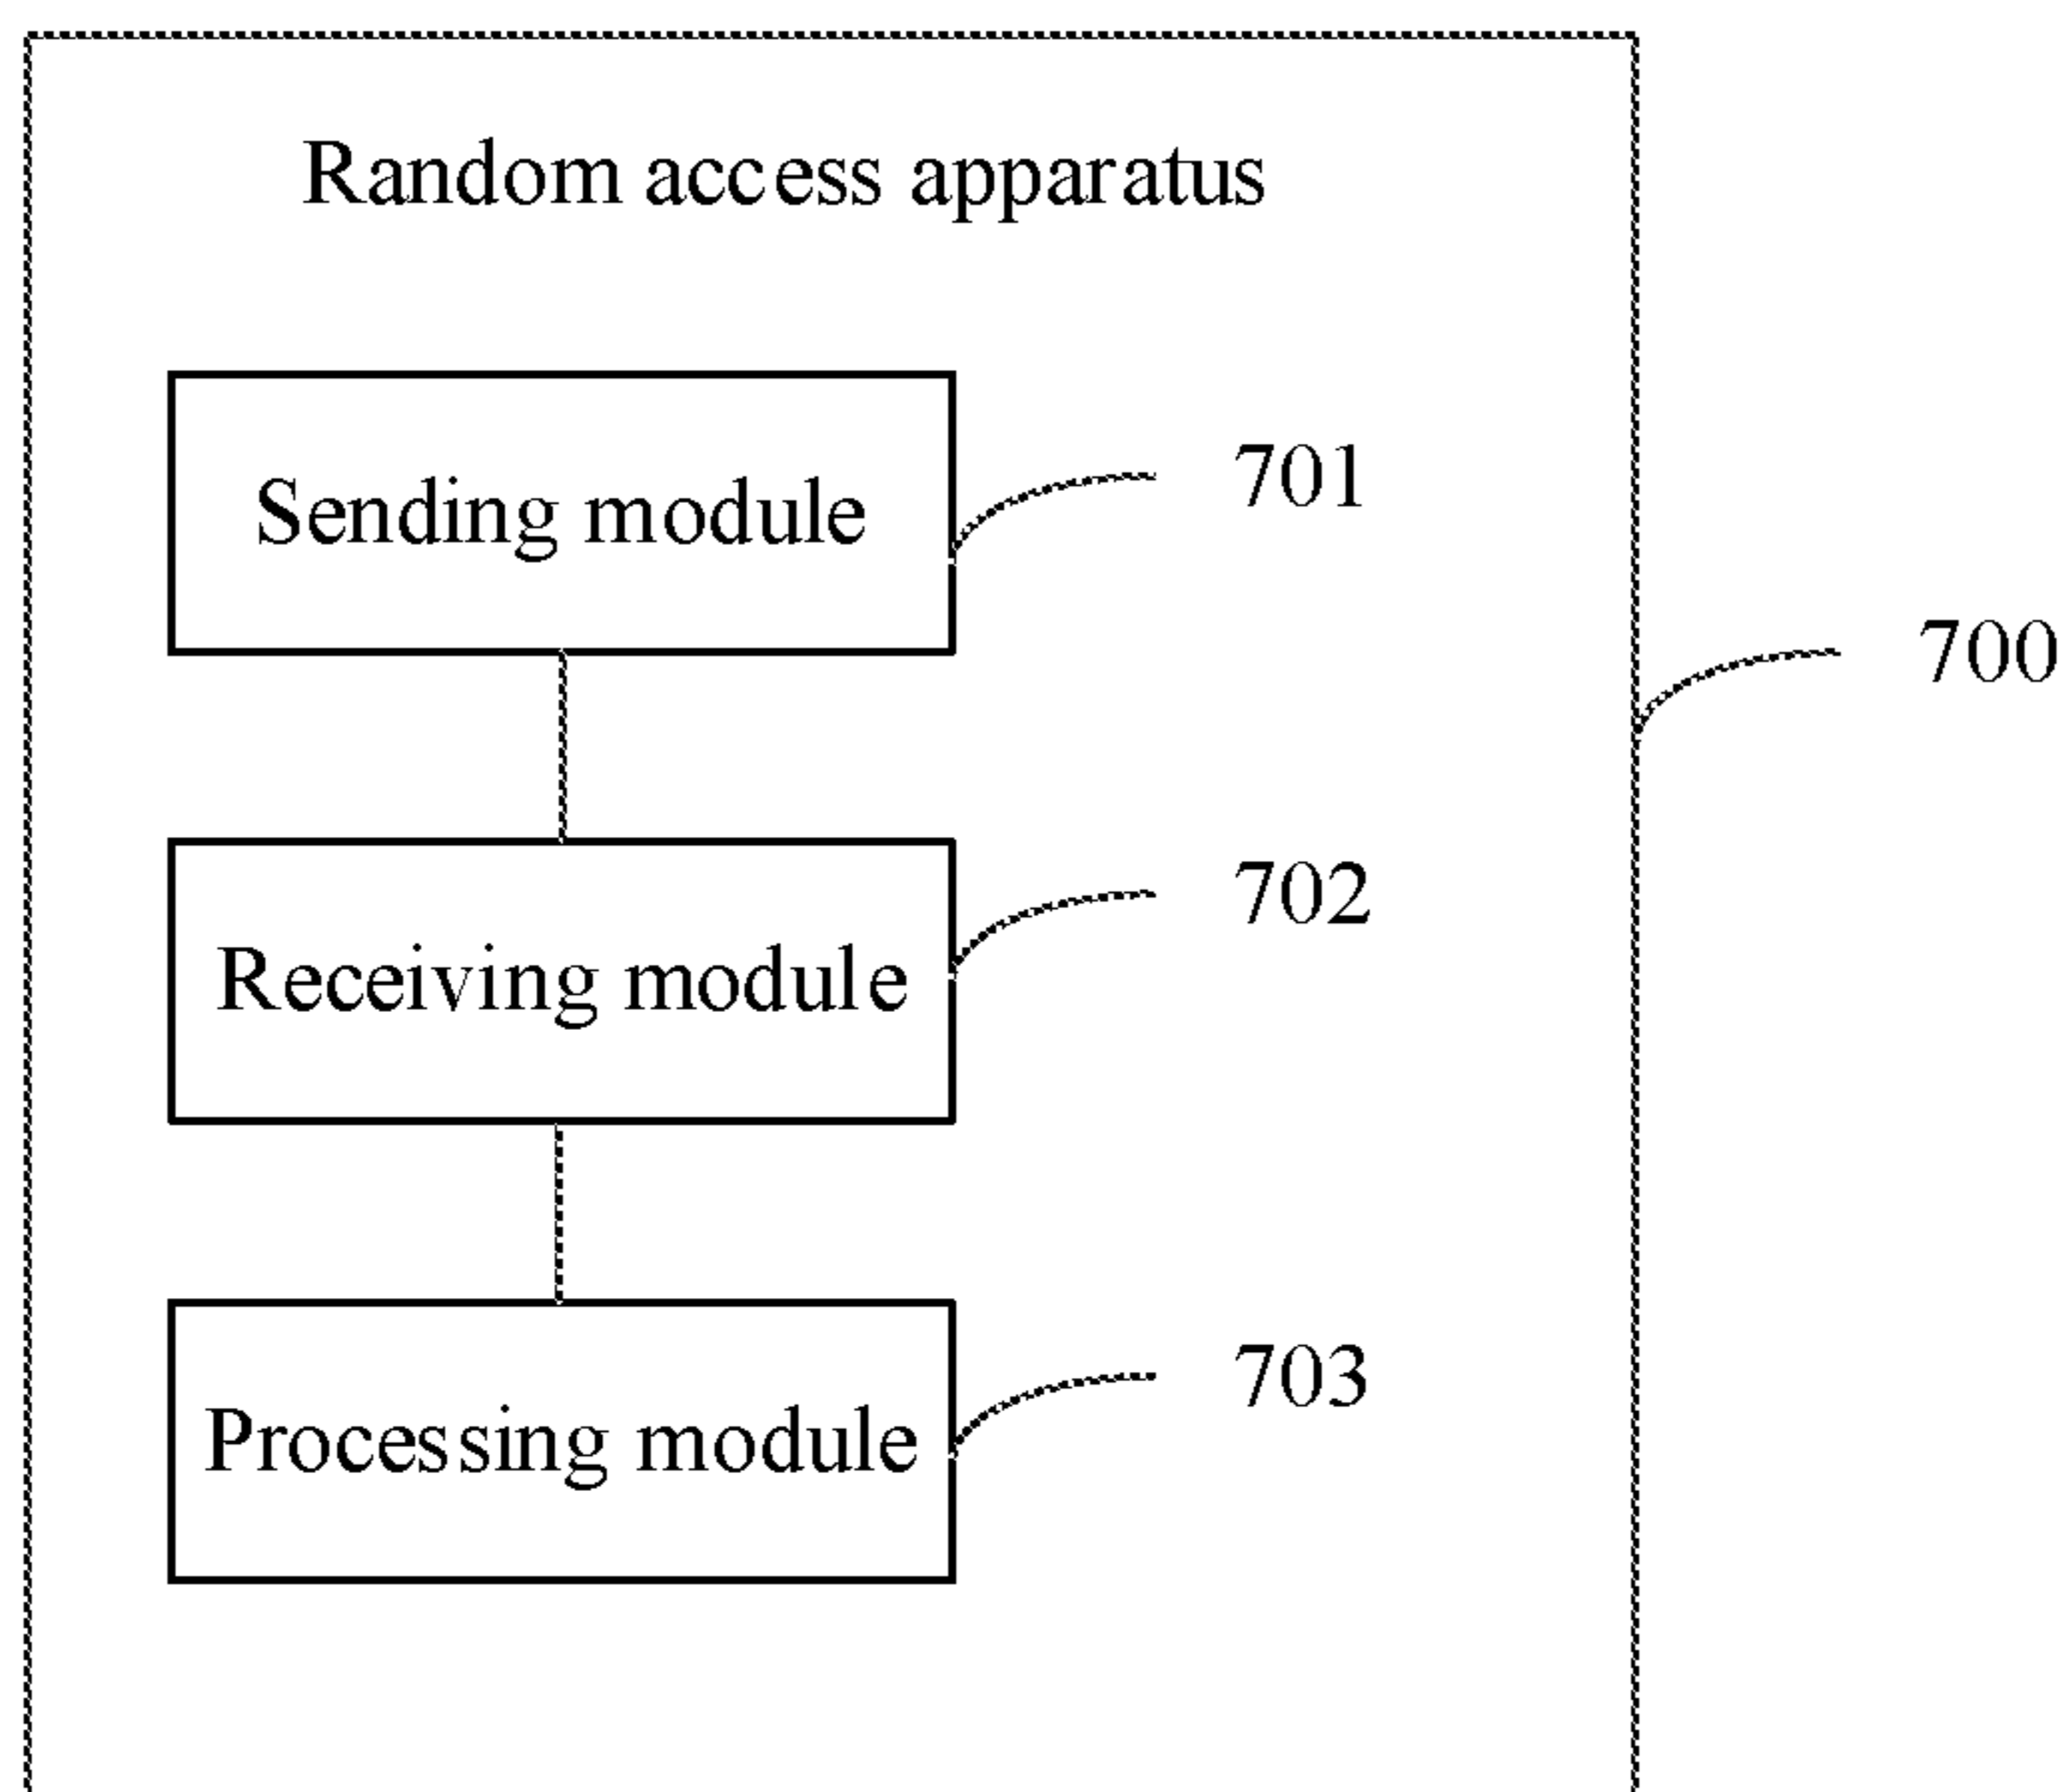 Random access apparatus
Sending module
701
700
Receiving module
702
Processing module
703